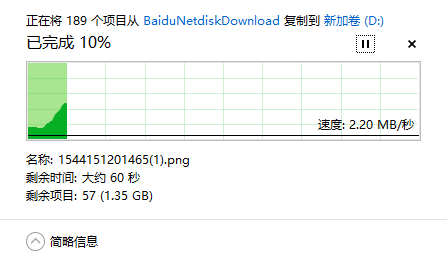 正在将 189 个项目从 BaiduNetdiskDownload 复制到 新加卷 (D:)
已完成 10%
速度: 2.20 MB/秒
名称: 1544151201465(1).png
剩余时间: 大约 60 秒
剩余项目: 57 (1.35 GB)
简略信息